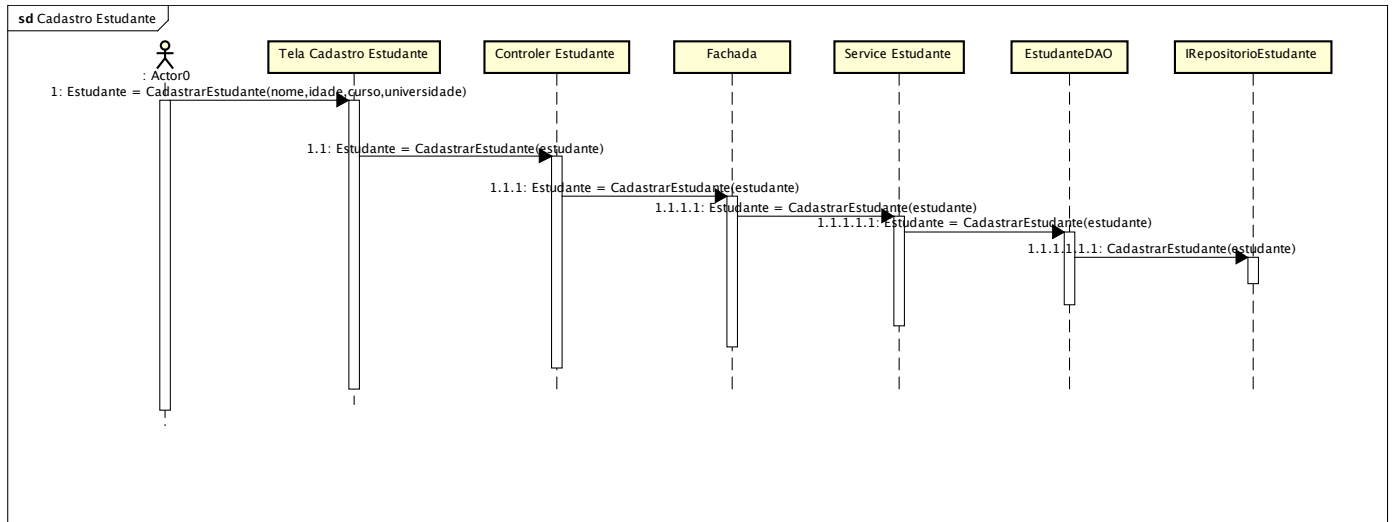 sd Cadastro Estudante
: Actor0
Tela Cadastro Estudante
Controler Estudante
Fachada
Service Estudante
EstudanteDAO
IRepositorioEstudante
1: Estudante = CadastrarEstudante(nome,idade,curso,universidade)
1.1: Estudante = CadastrarEstudante(estudante)
1.1.1: Estudante = CadastrarEstudante(estudante)
1.1.1.1: Estudante = CadastrarEstudante(estudante)
1.1.1.1.1: Estudante = CadastrarEstudante(estudante)
1.1.1.1.1.1: CadastrarEstudante(estudante)